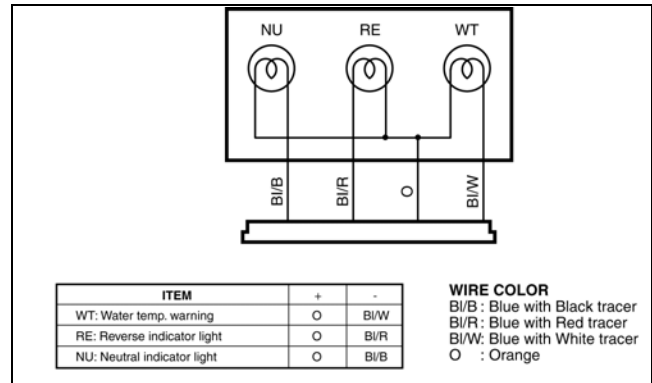 NU RE WT
Bl/B Bl/R O Bl/W
ITEM + -
WT: Water temp. warning O Bl/W
RE: Reverse indicator light O Bl/R
NU: Neutral indicator light O Bl/B
WIRE COLOR
Bl/B : Blue with Black tracer
Bl/R : Blue with Red tracer
Bl/W: Blue with White tracer
O : Orange